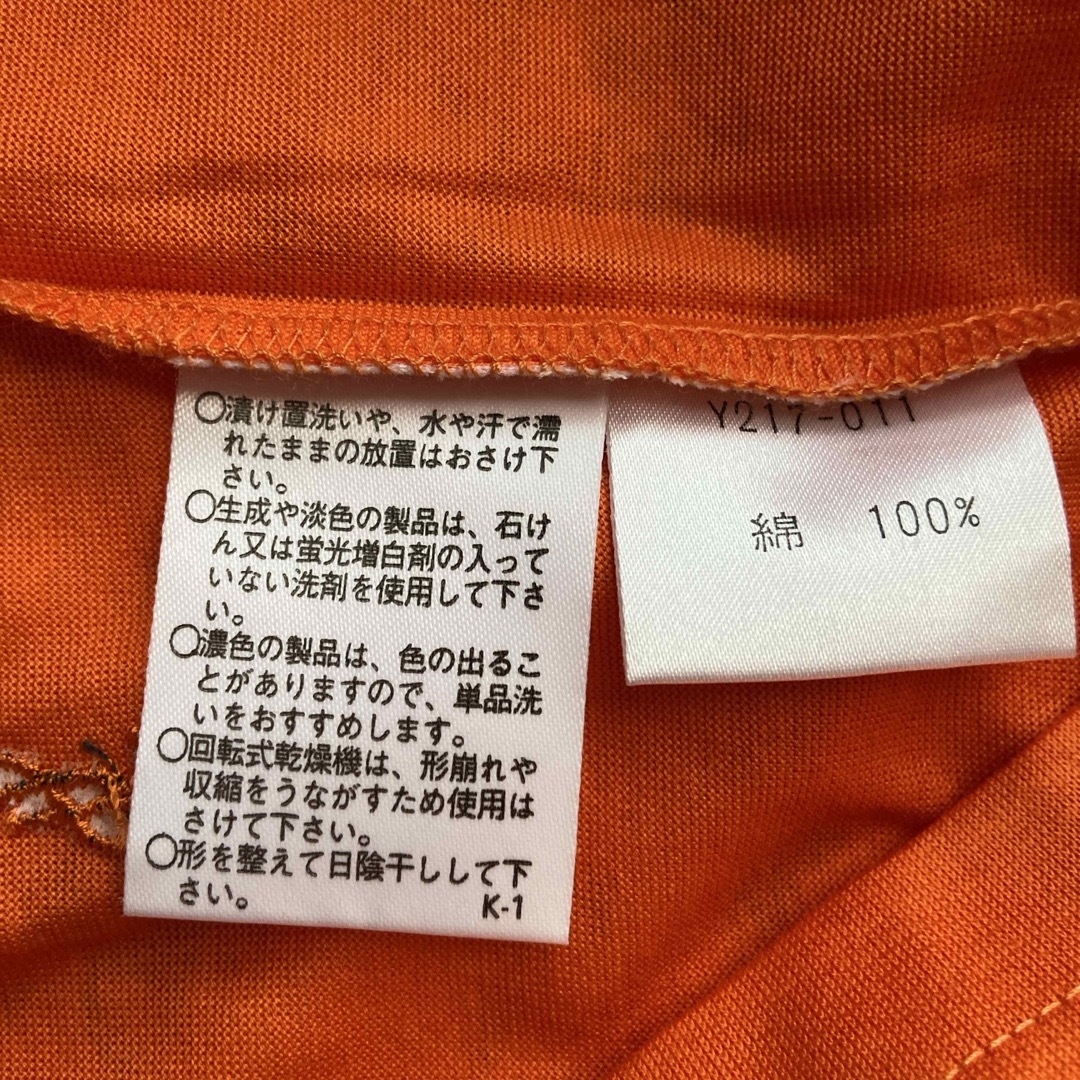 ○漬け置洗いや、水や汗で濡
れたままの放置はおさけ下
さい。
○生成や淡色の製品は、石け
ん又は蛍光増白剤の入って
いない洗剤を使用して下さ
い。
○濃色の製品は、色の出るこ
とがありますので、単品洗
いをおすすめします。
○回転式乾燥機は、形崩れや
収縮をうながすため使用は
さけて下さい。
○形を整えて日陰干しして下
さい。
K-1
Y217-011
綿 100%